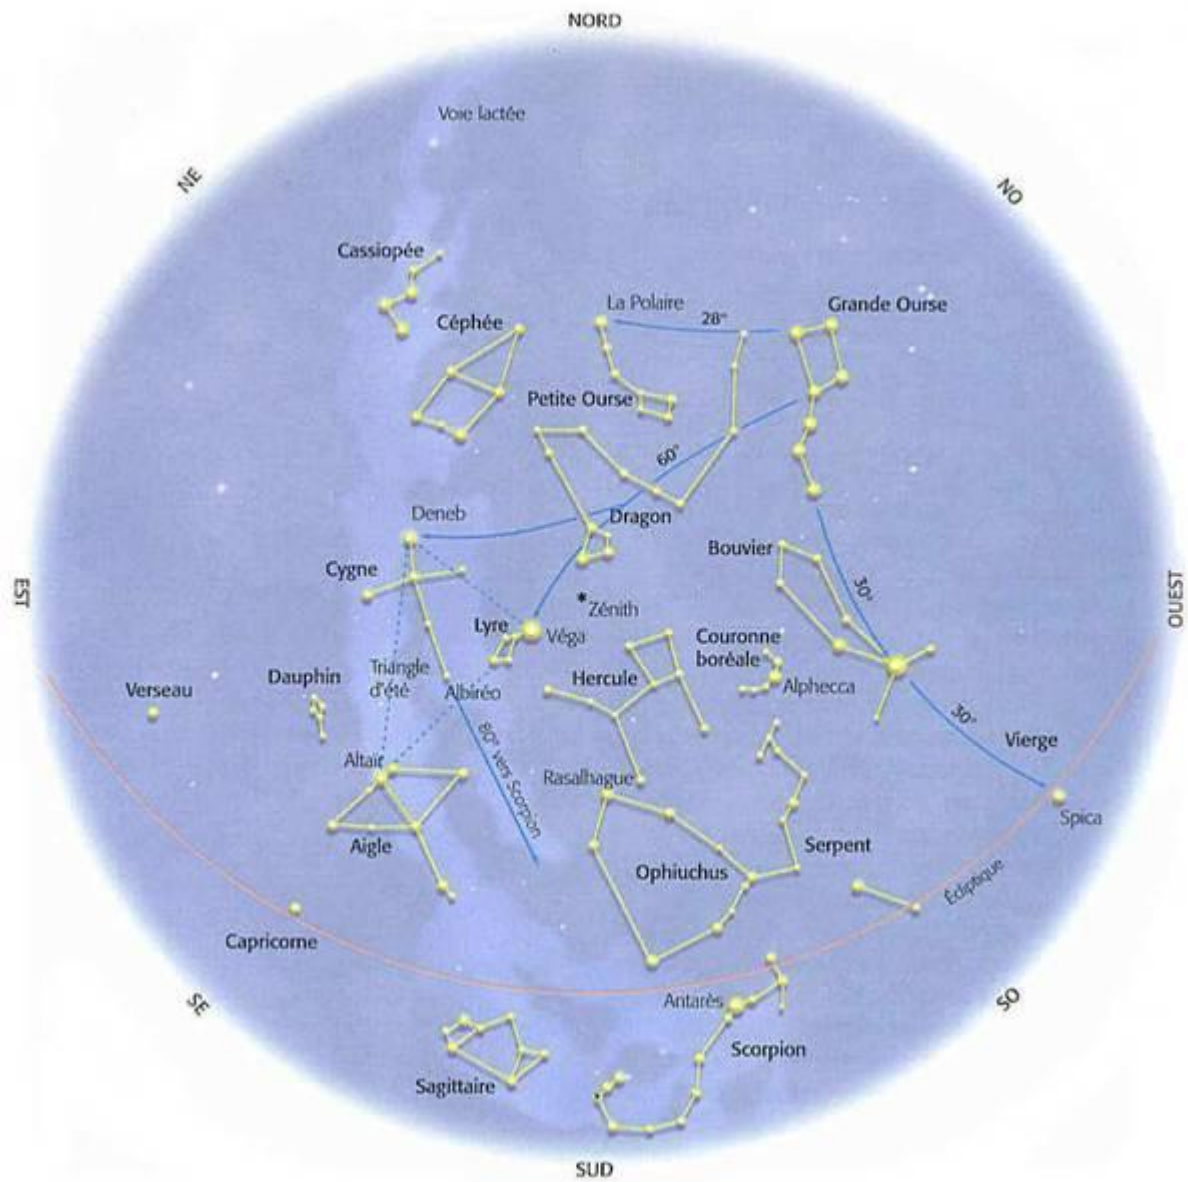 NORD
Voie lactée
NE
NO
Cassiopée
La Polaire
Grande Ourse
28°
Céphée
Petite Ourse
60°
Deneb
Dragon
Bouvier
Cygne
EST
OUEST
30°
Zénith
Lyre
Véga
Couronne
boréale
Triangle
d'été
Dauphin
Hercule
Verseau
Albiréo
Alphecca
30°
Vierge
80° vers Scorpion
Altaïr
Rasalhague
Spica
Aigle
Serpent
Ophiuchus
Écliptique
Capricorne
SE
Antarès
SO
Scorpion
Sagittaire
SUD